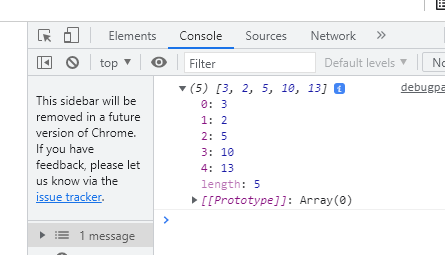 Elements Console Sources Network
top Filter Default levels No
This sidebar will be
removed in a future
version of Chrome.
If you have
feedback, please let
us know via the
issue tracker.
1 message
(5) [3, 2, 5, 10, 13] i debugpa
0: 3
1: 2
2: 5
3: 10
4: 13
length: 5
[[Prototype]]: Array(0)